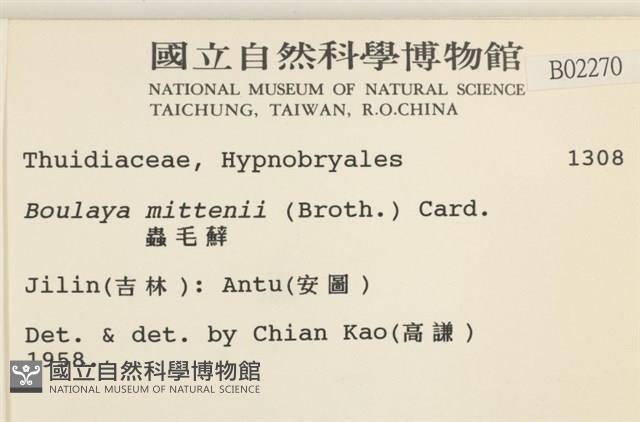 國立自然科學博物館
B02270
NATIONAL MUSEUM OF NATURAL SCIENCE
TAICHUNG, TAIWAN, R.O.CHINA
Thuidiaceae, Hypnobryales 1308
Boulaya mittenii (Broth.) Card.
蟲毛蘚
Jilin(吉林): Antu(安圖)
Det. & det. by Chian Kao(高謙)
1958.
國立自然科學博物館
NATIONAL MUSEUM OF NATURAL SCIENCE